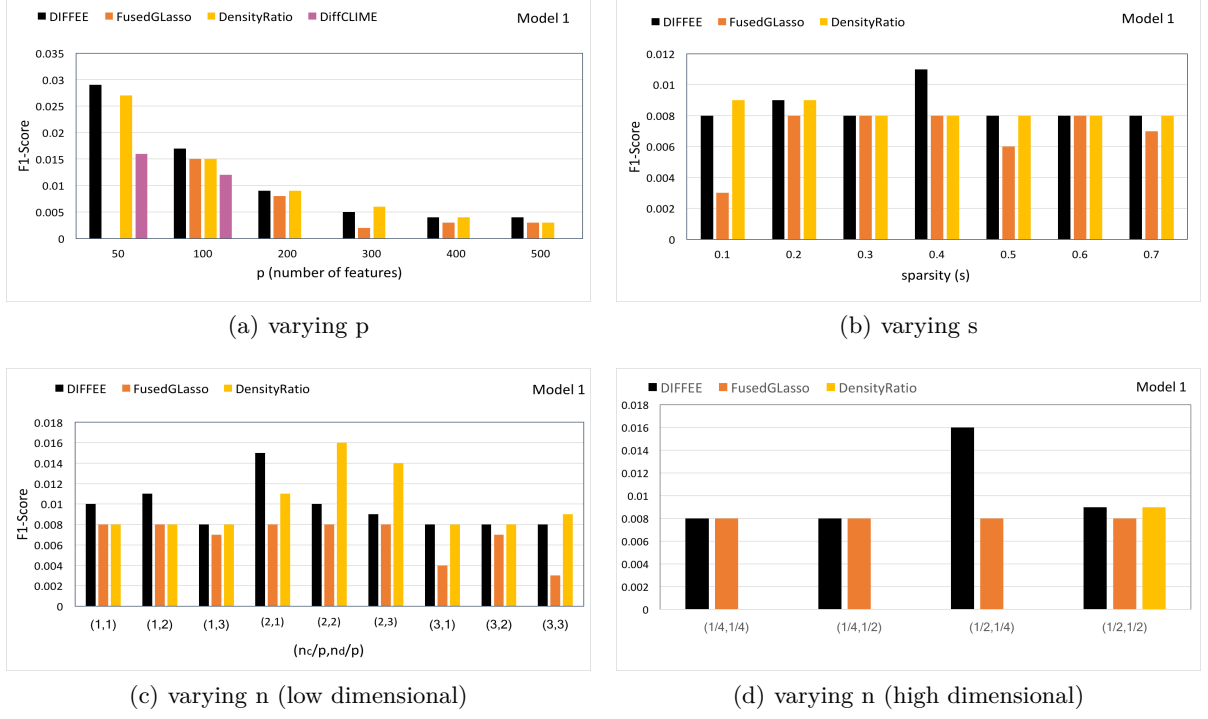 DIFFEE FusedGLasso DensityRatio DiffCLIME Model 1
0.035
0.03
0.025
0.02
0.015
0.01
0.005
0
F1-Score
50 100 200 300 400 500
p (number of features)
(a) varying p
DIFFEE FusedGLasso DensityRatio Model 1
0.012
0.01
0.008
0.006
0.004
0.002
0
F1-Score
0.1 0.2 0.3 0.4 0.5 0.6 0.7
sparsity (s)
(b) varying s
DIFFEE FusedGLasso DensityRatio Model 1
0.018
0.016
0.014
0.012
0.01
0.008
0.006
0.004
0.002
0
F1-Score
(1,1) (1,2) (1,3) (2,1) (2,2) (2,3) (3,1) (3,2) (3,3)
(nc/p,nd/p)
(c) varying n (low dimensional)
DIFFEE FusedGLasso DensityRatio Model 1
0.018
0.016
0.014
0.012
0.01
0.008
0.006
0.004
0.002
0
(1/4,1/4) (1/4,1/2) (1/2,1/4) (1/2,1/2)
(d) varying n (high dimensional)